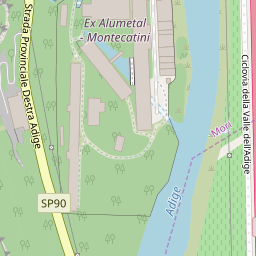 Strada Provinciale Destra Adige
Ex Alumetal
- Montecatini
Ciclovia della Valle dell'Adige
Mori
Adige
SP90